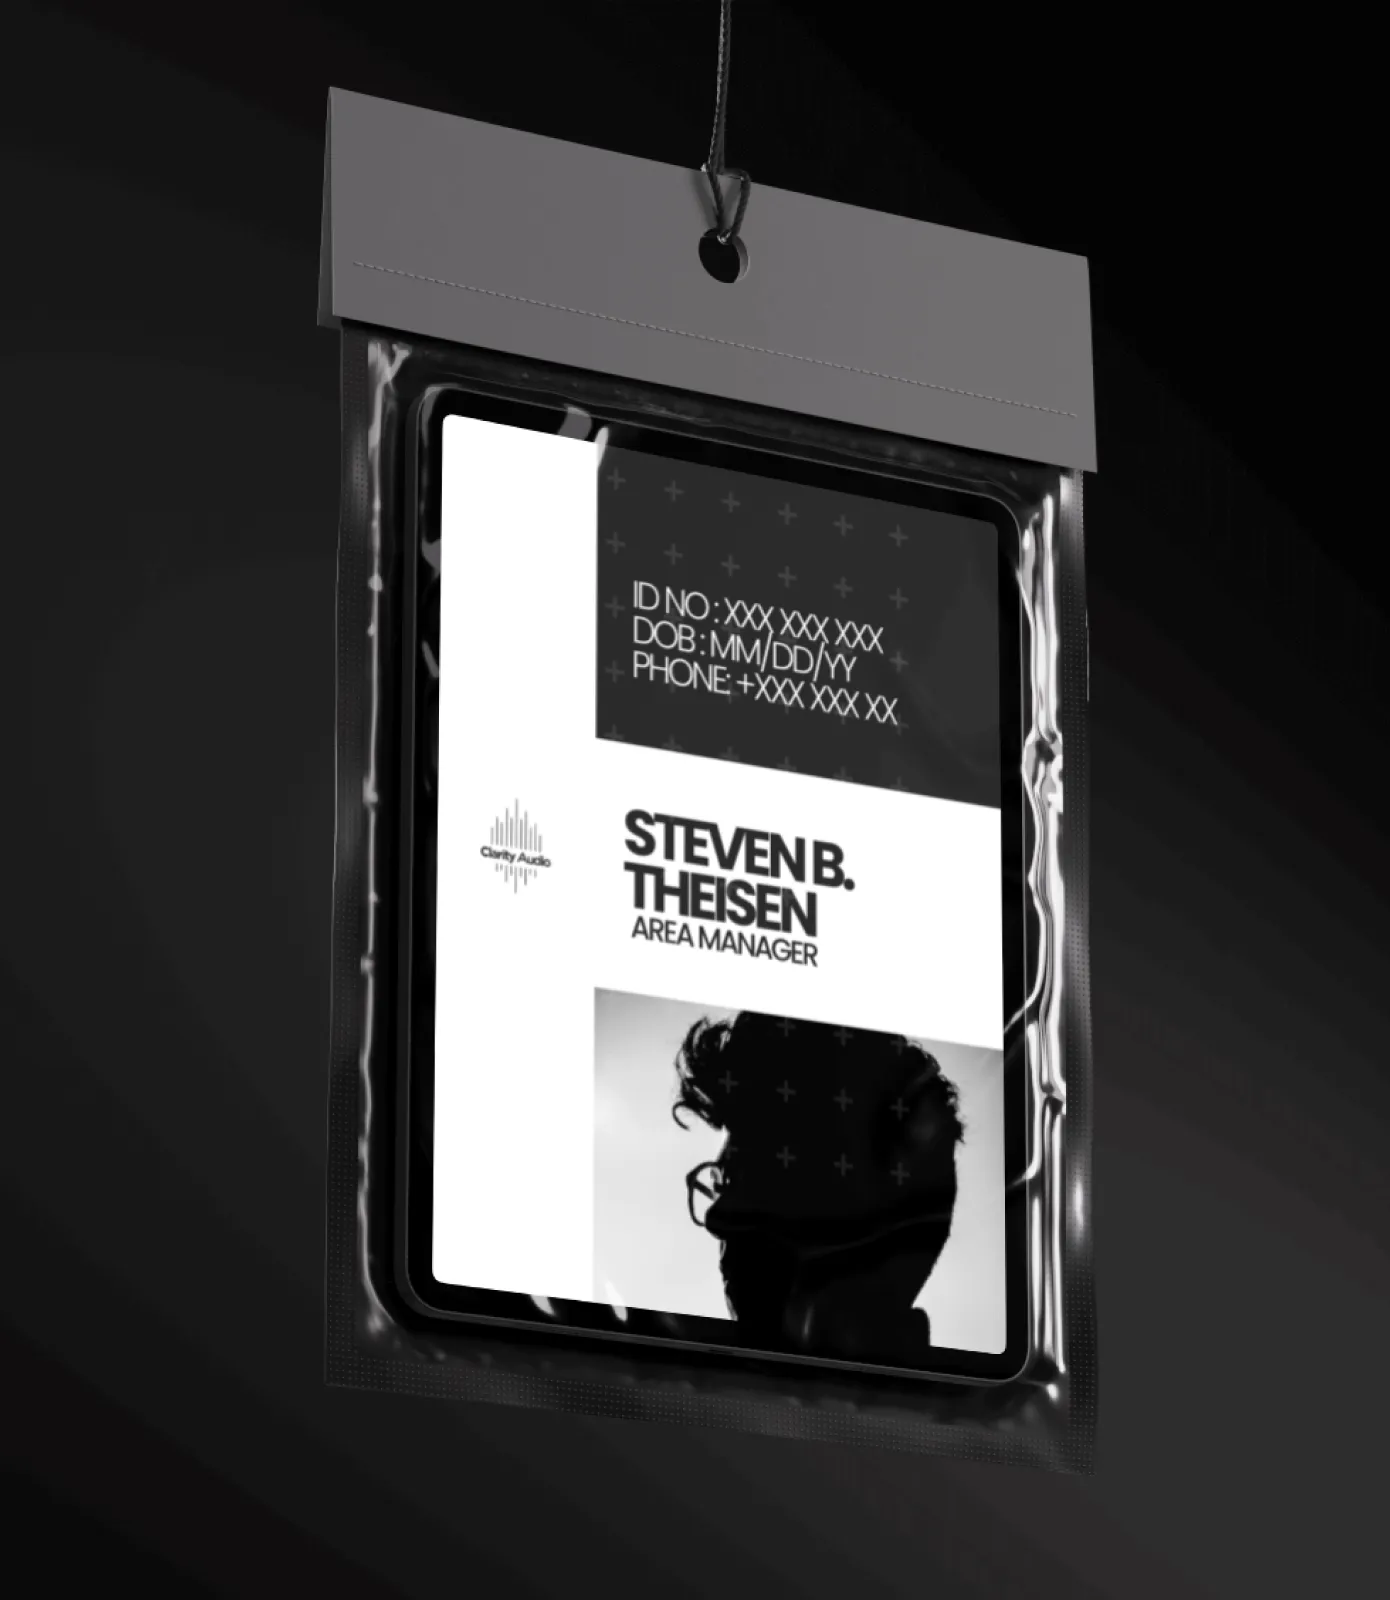 ID NO : XXX XXX XXX
DOB : MM/DD/YY
PHONE: +XXX XXX XX
Clarity Audio
STEVEN B.
THEISEN
AREA MANAGER